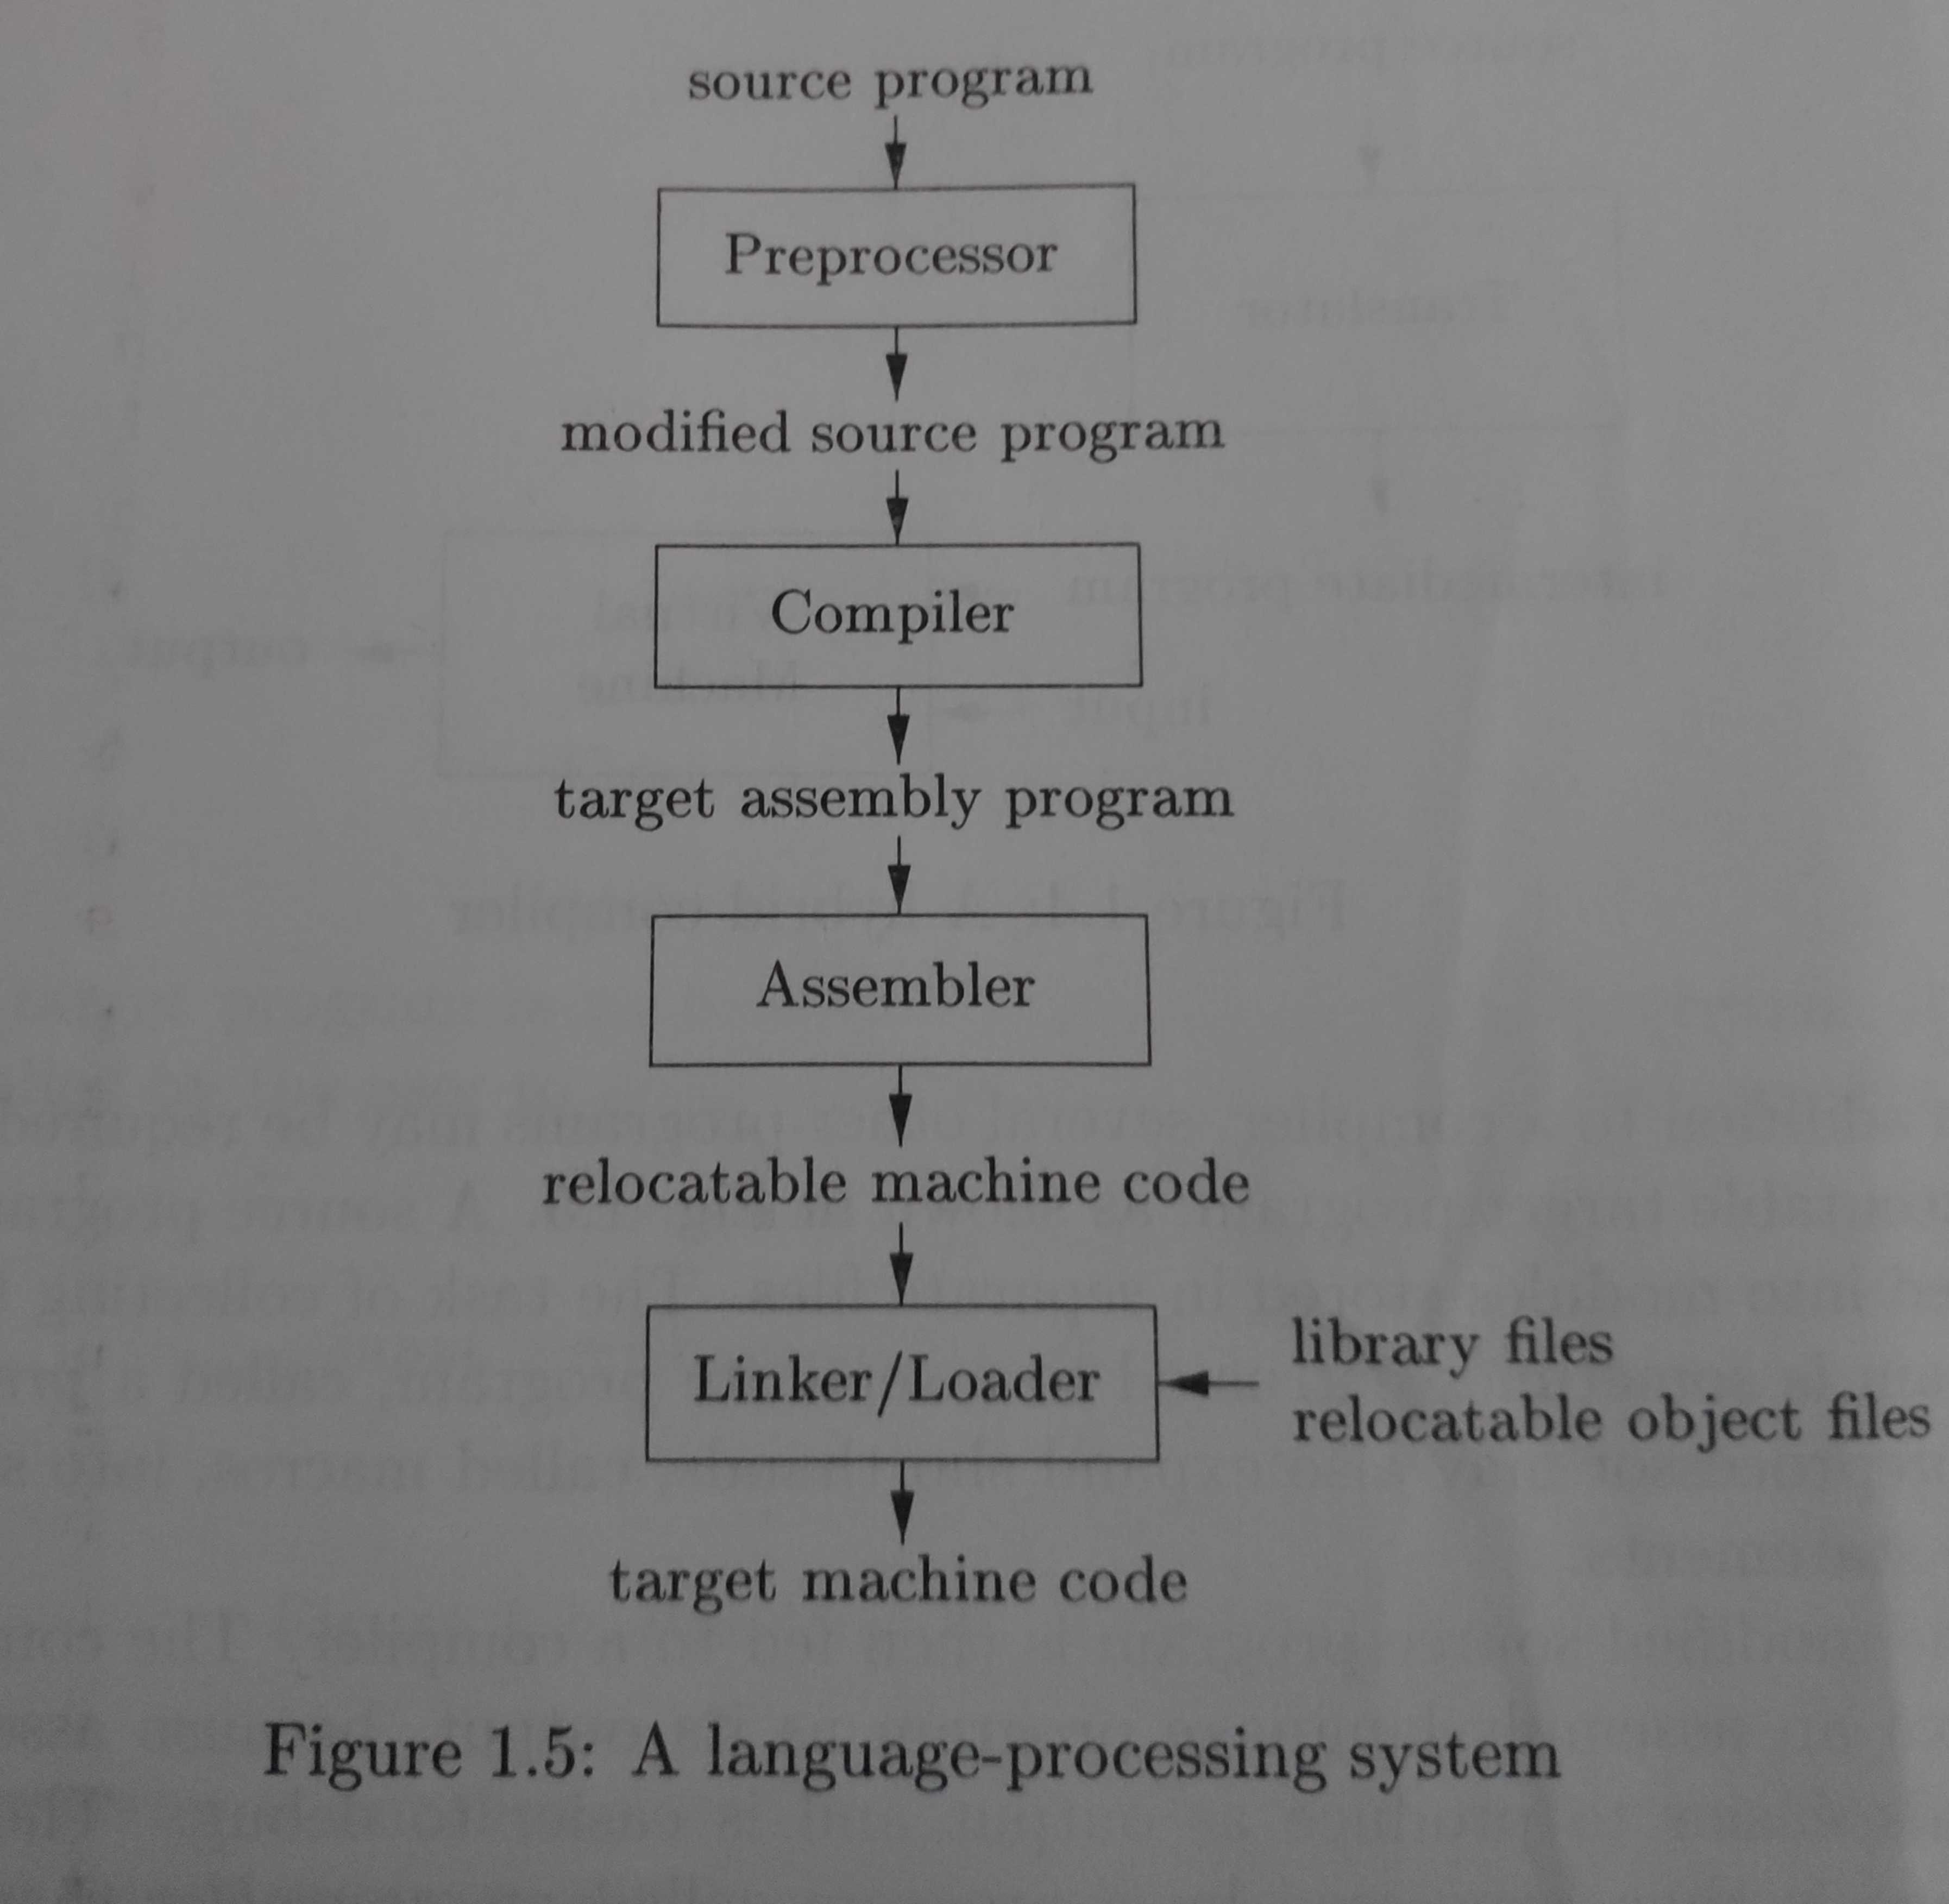 source program
Preprocessor
modified source program
Compiler
target assembly program
Assembler
relocatable machine code
Linker/Loader
library files
relocatable object files
target machine code
Figure 1.5: A language-processing system